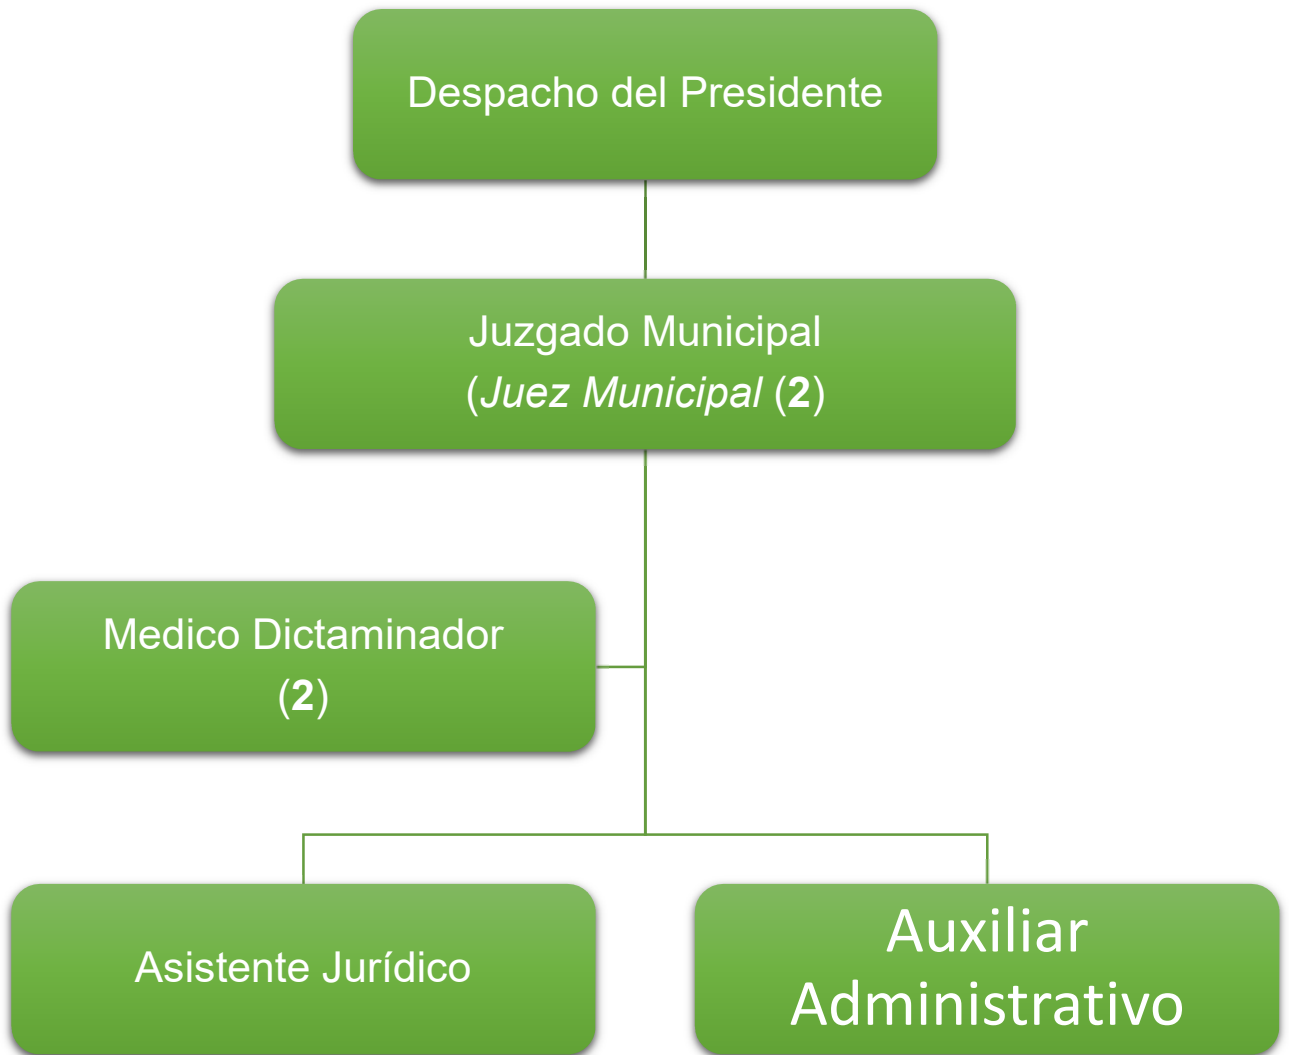 Despacho del Presidente
Juzgado Municipal
(Juez Municipal (2)
Medico Dictaminador
(2)
Asistente Jurídico
Auxiliar
Administrativo